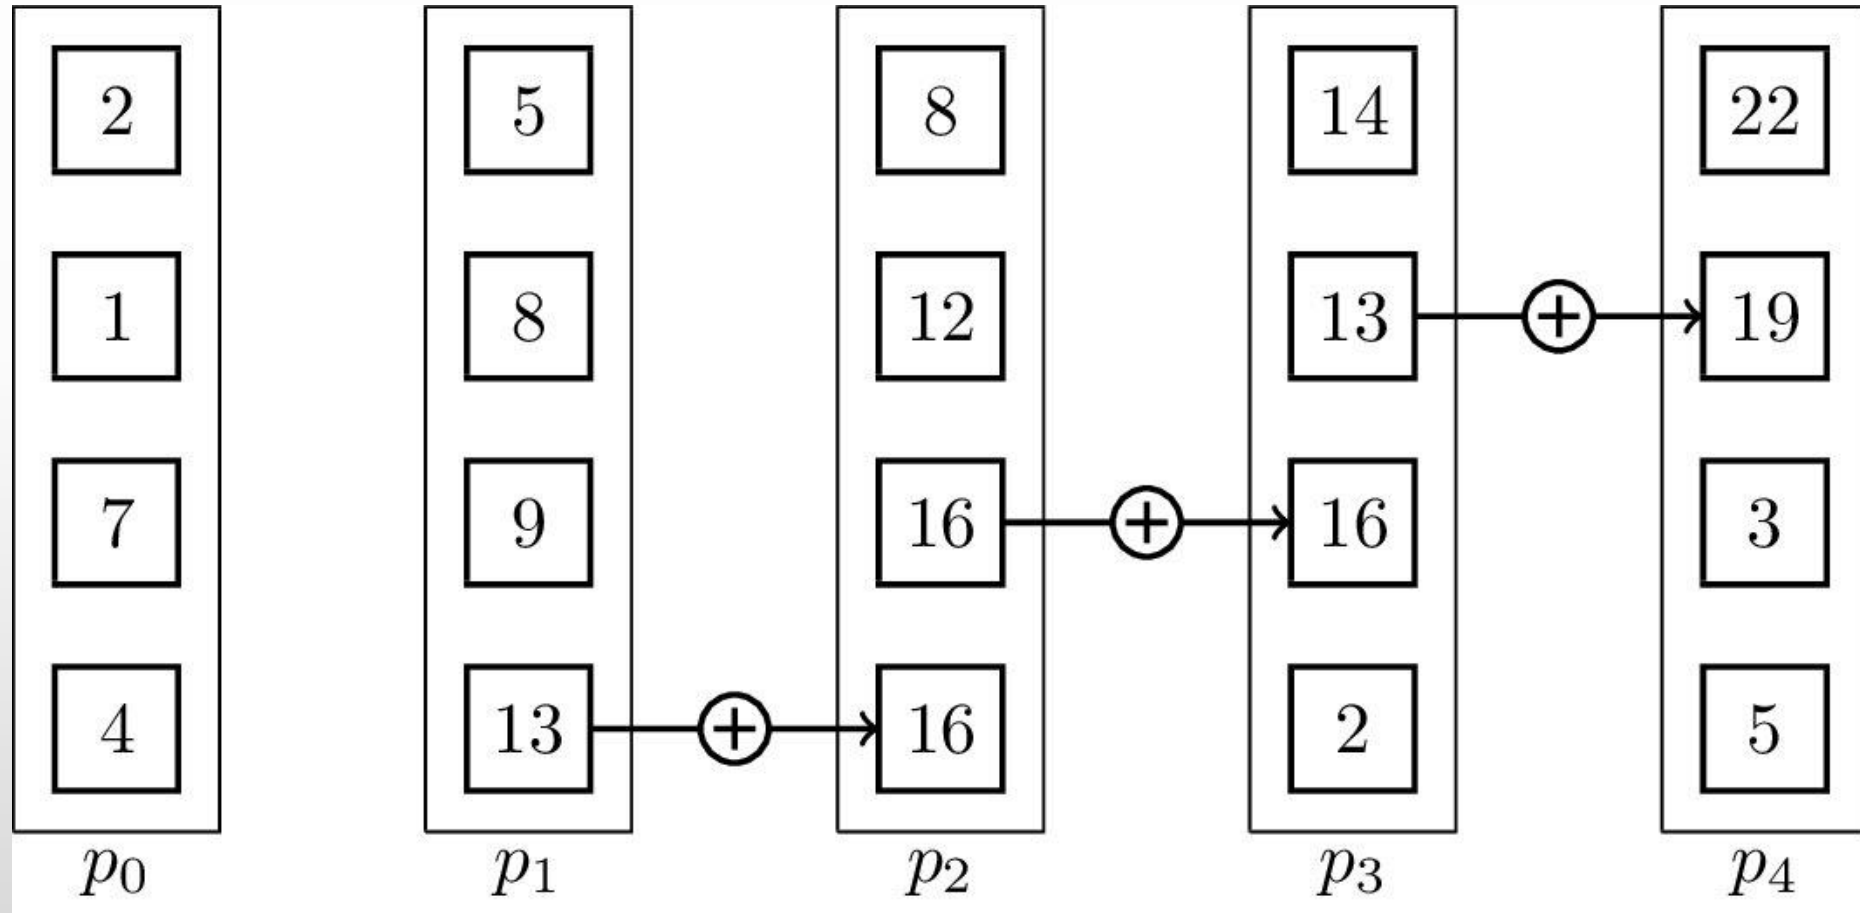 2 5 8 14 22
1 8 12 13 + 19
7 9 16 + 16 3
4 13 + 16 2 5
p₀ p₁ p₂ p₃ p₄